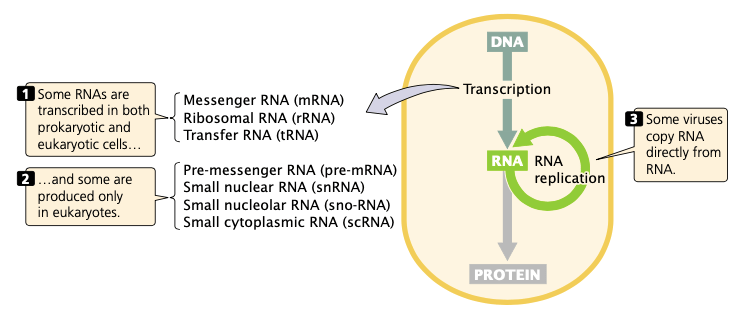 1 Some RNAs are
transcribed in both
prokaryotic and
eukaryotic cells…
Messenger RNA (mRNA)
Ribosomal RNA (rRNA)
Transfer RNA (tRNA)
2 …and some are
produced only
in eukaryotes.
Pre-messenger RNA (pre-mRNA)
Small nuclear RNA (snRNA)
Small nucleolar RNA (sno-RNA)
Small cytoplasmic RNA (scRNA)
DNA
Transcription
RNA
RNA
replication
PROTEIN
3 Some viruses
copy RNA
directly from
RNA.